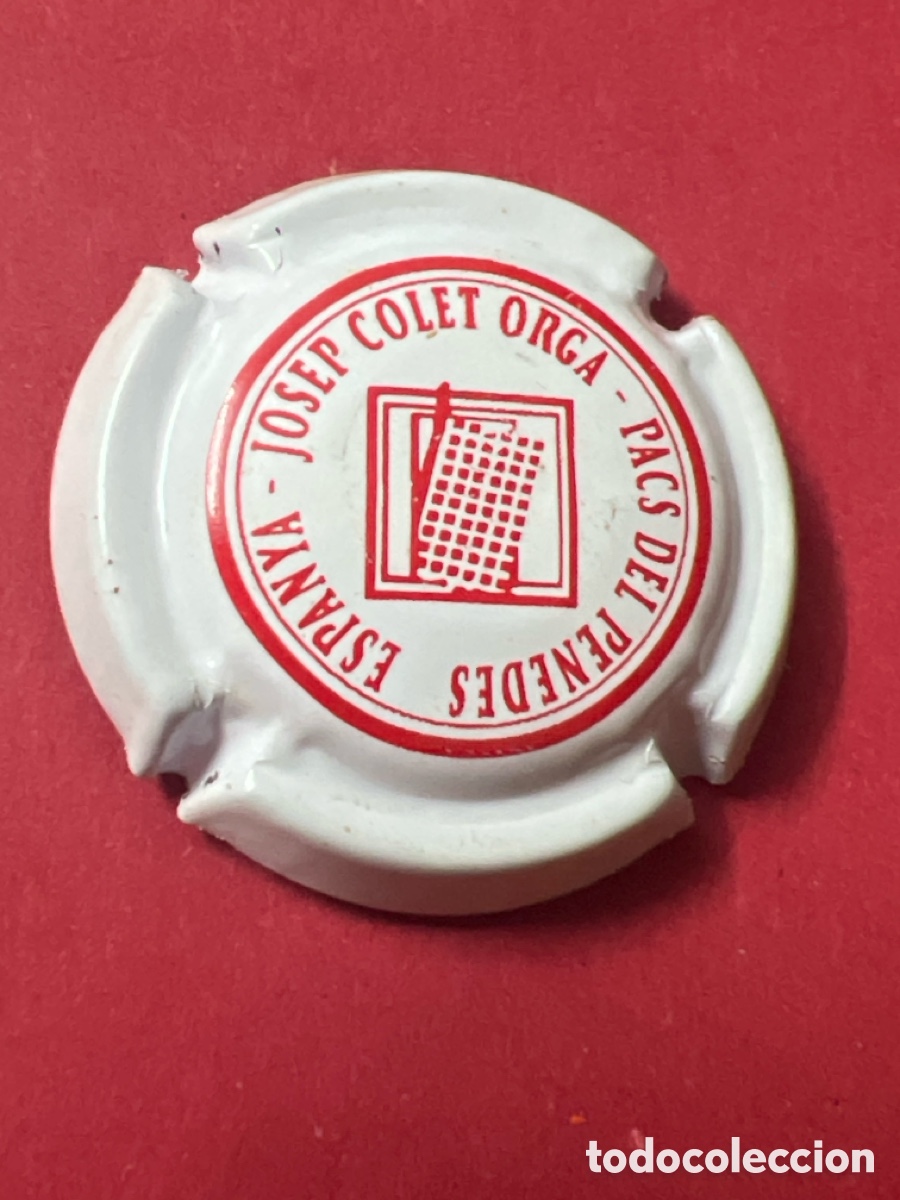 ESPANYA - JOSEP COLET ORGA - PACS DEL PENEDES
todocoleccion